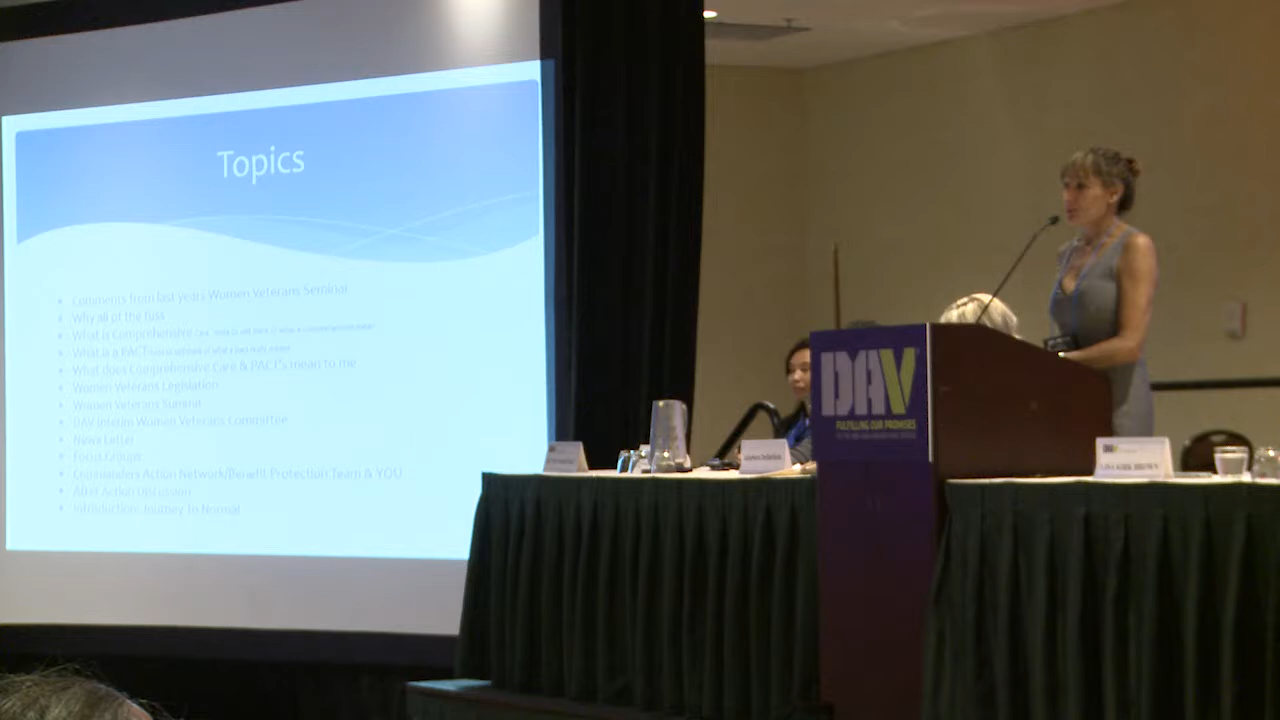 Topics
Comments from last years Women Veterans Seminal
Why all of the fuss
What is Comprehensive
What is a PACT
What does Comprehensive Care & PACT's mean to me
Women Veterans Legislation
Women Veterans Summit
DAV Interim Women Veterans Committee
News Letter
Focus Groups
Commanders Action Network/Benefit Protection Team & YOU
After Action Discussion
Introduction: Journey To Normal
DAV
FULFILLING OUR PROMISES